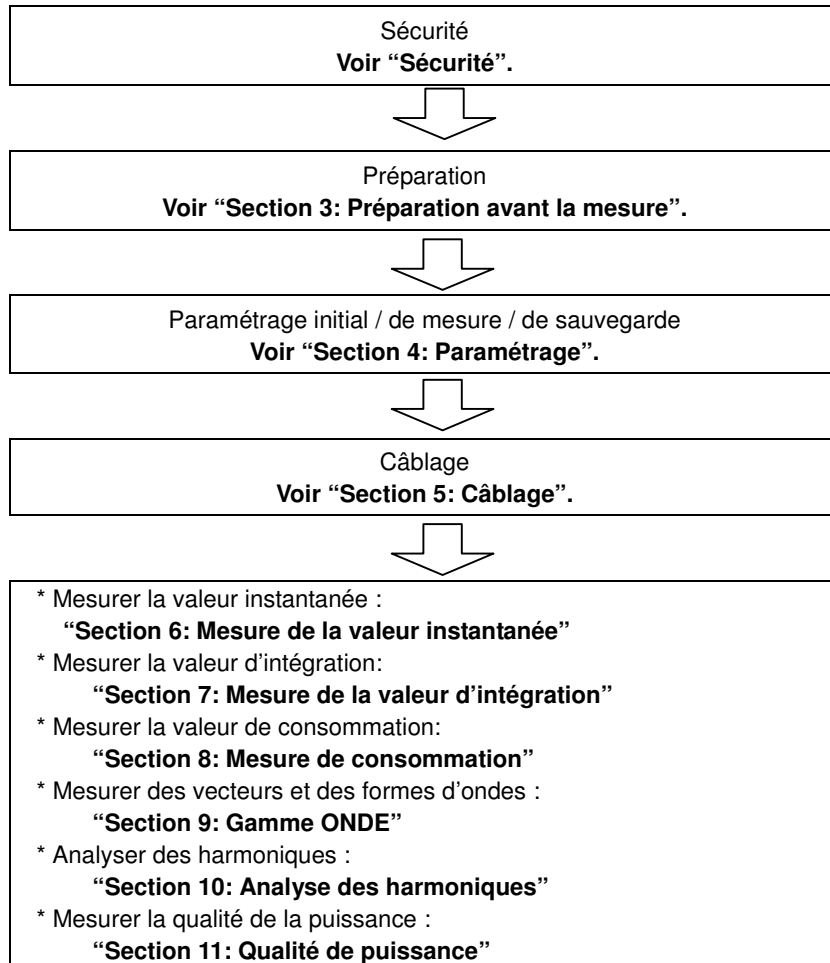 Sécurité
Voir “Sécurité”.
Préparation
Voir “Section 3: Préparation avant la mesure”.
Paramétrage initial / de mesure / de sauvegarde
Voir “Section 4: Paramétrage”.
Câblage
Voir “Section 5: Câblage”.
* Mesurer la valeur instantanée :
“Section 6: Mesure de la valeur instantanée”
* Mesurer la valeur d’intégration:
“Section 7: Mesure de la valeur d’intégration”
* Mesurer la valeur de consommation:
“Section 8: Mesure de consommation”
* Mesurer des vecteurs et des formes d’ondes :
“Section 9: Gamme ONDE”
* Analyser des harmoniques :
“Section 10: Analyse des harmoniques”
* Mesurer la qualité de la puissance :
“Section 11: Qualité de puissance”